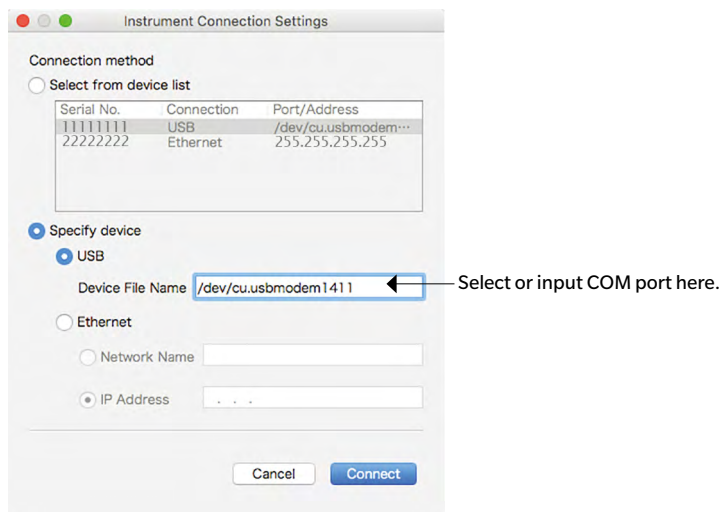 Instrument Connection Settings
Connection method
Select from device list
Serial No. Connection Port/Address
11111111 USB /dev/cu.usbmodem···
22222222 Ethernet 255.255.255.255
Specify device
USB
Device File Name /dev/cu.usbmodem1411 Select or input COM port here.
Ethernet
Network Name
IP Address . . .
Cancel Connect